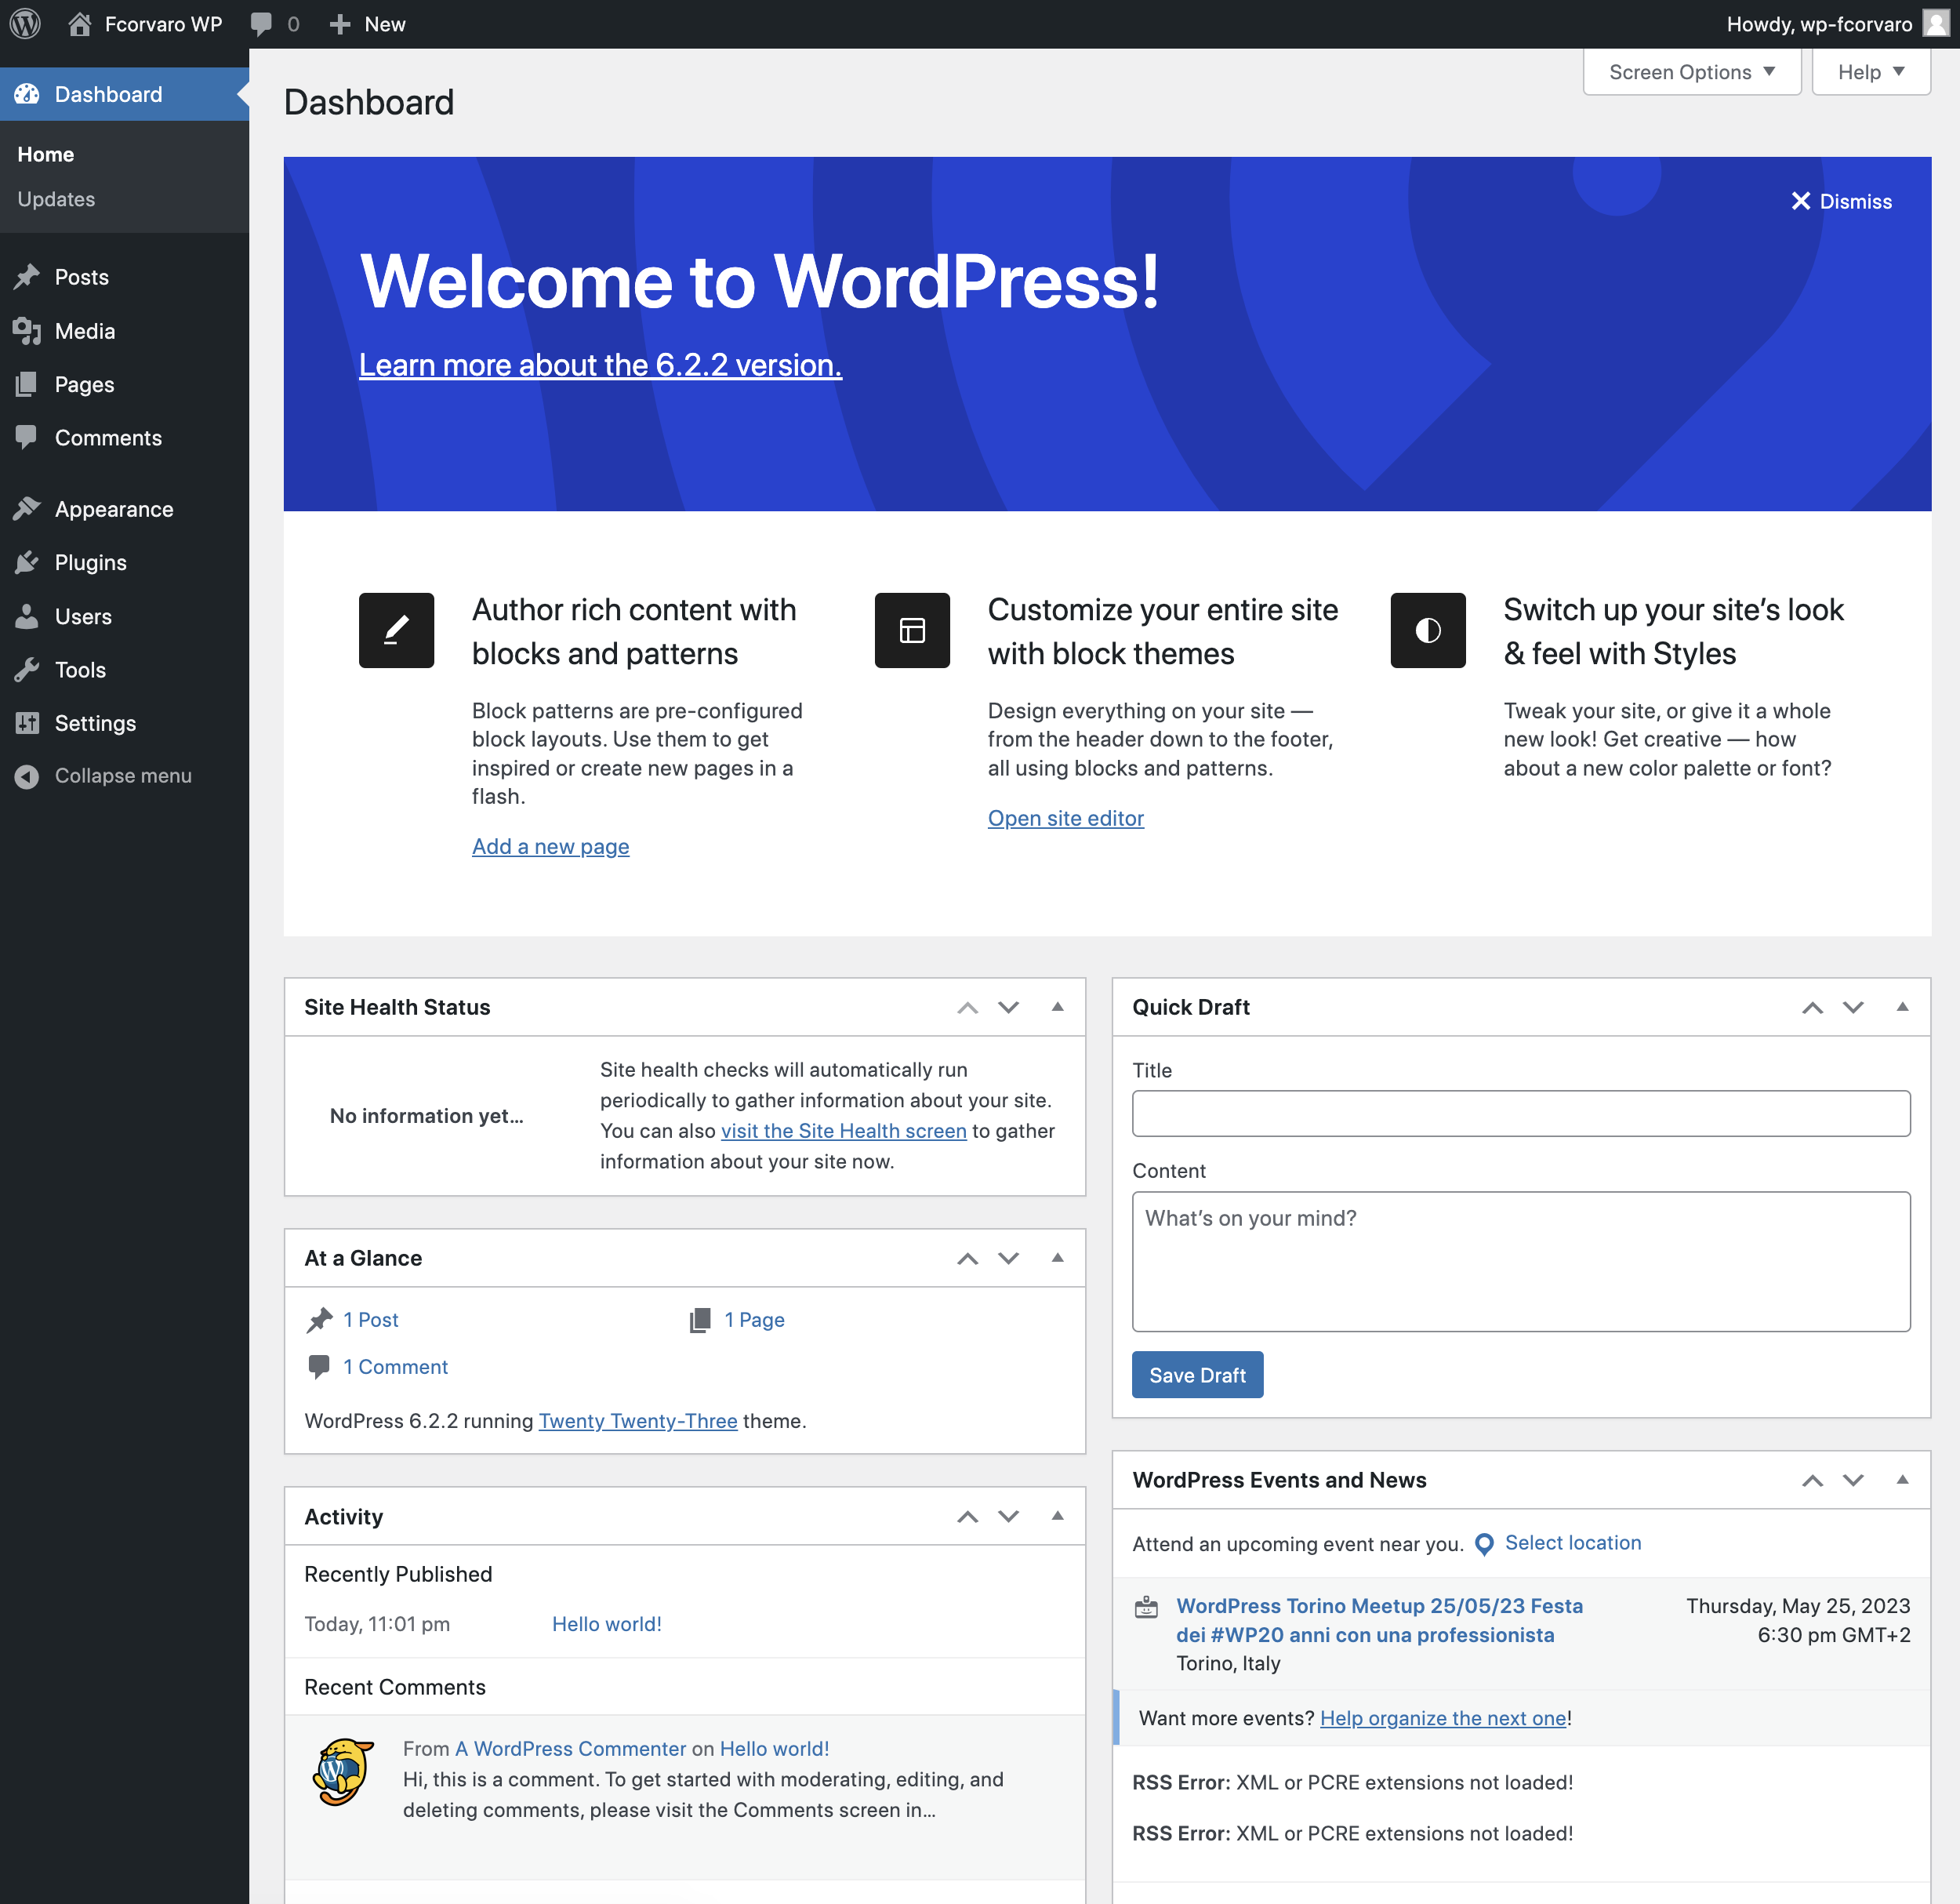 Fcorvaro WP
0
New
Howdy, wp-fcorvaro
Dashboard
Home
Updates
Posts
Media
Pages
Comments
Appearance
Plugins
Users
Tools
Settings
Collapse menu
Screen Options
Help
Dashboard
Dismiss
Welcome to WordPress!
Learn more about the 6.2.2 version.
Author rich content with
blocks and patterns
Block patterns are pre-configured
block layouts. Use them to get
inspired or create new pages in a
flash.
Add a new page
Customize your entire site
with block themes
Design everything on your site —
from the header down to the footer,
all using blocks and patterns.
Open site editor
Switch up your site’s look
& feel with Styles
Tweak your site, or give it a whole
new look! Get creative — how
about a new color palette or font?
Site Health Status
No information yet…
Site health checks will automatically run
periodically to gather information about your site.
You can also visit the Site Health screen to gather
information about your site now.
At a Glance
1 Post
1 Page
1 Comment
WordPress 6.2.2 running Twenty Twenty-Three theme.
Activity
Recently Published
Today, 11:01 pm
Hello world!
Recent Comments
From A WordPress Commenter on Hello world!
Hi, this is a comment. To get started with moderating, editing, and
deleting comments, please visit the Comments screen in…
Quick Draft
Title
Content
What’s on your mind?
Save Draft
WordPress Events and News
Attend an upcoming event near you.
Select location
WordPress Torino Meetup 25/05/23 Festa
dei #WP20 anni con una professionista
Torino, Italy
Thursday, May 25, 2023
6:30 pm GMT+2
Want more events? Help organize the next one!
RSS Error: XML or PCRE extensions not loaded!
RSS Error: XML or PCRE extensions not loaded!